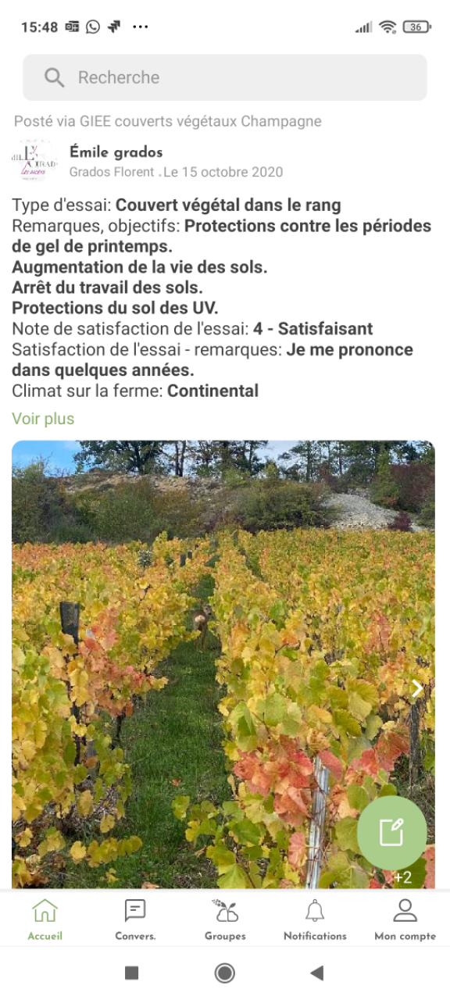 15:48
36
Recherche
Posté via GIEE couverts végétaux Champagne
Émile grados
Grados Florent . Le 15 octobre 2020
Type d'essai: Couvert végétal dans le rang
Remarques, objectifs: Protections contre les périodes
de gel de printemps.
Augmentation de la vie des sols.
Arrêt du travail des sols.
Protections du sol des UV.
Note de satisfaction de l'essai: 4 - Satisfaisant
Satisfaction de l'essai - remarques: Je me prononce
dans quelques années.
Climat sur la ferme: Continental
Voir plus
+2
Accueil
Convers.
Groupes
Notifications
Mon compte